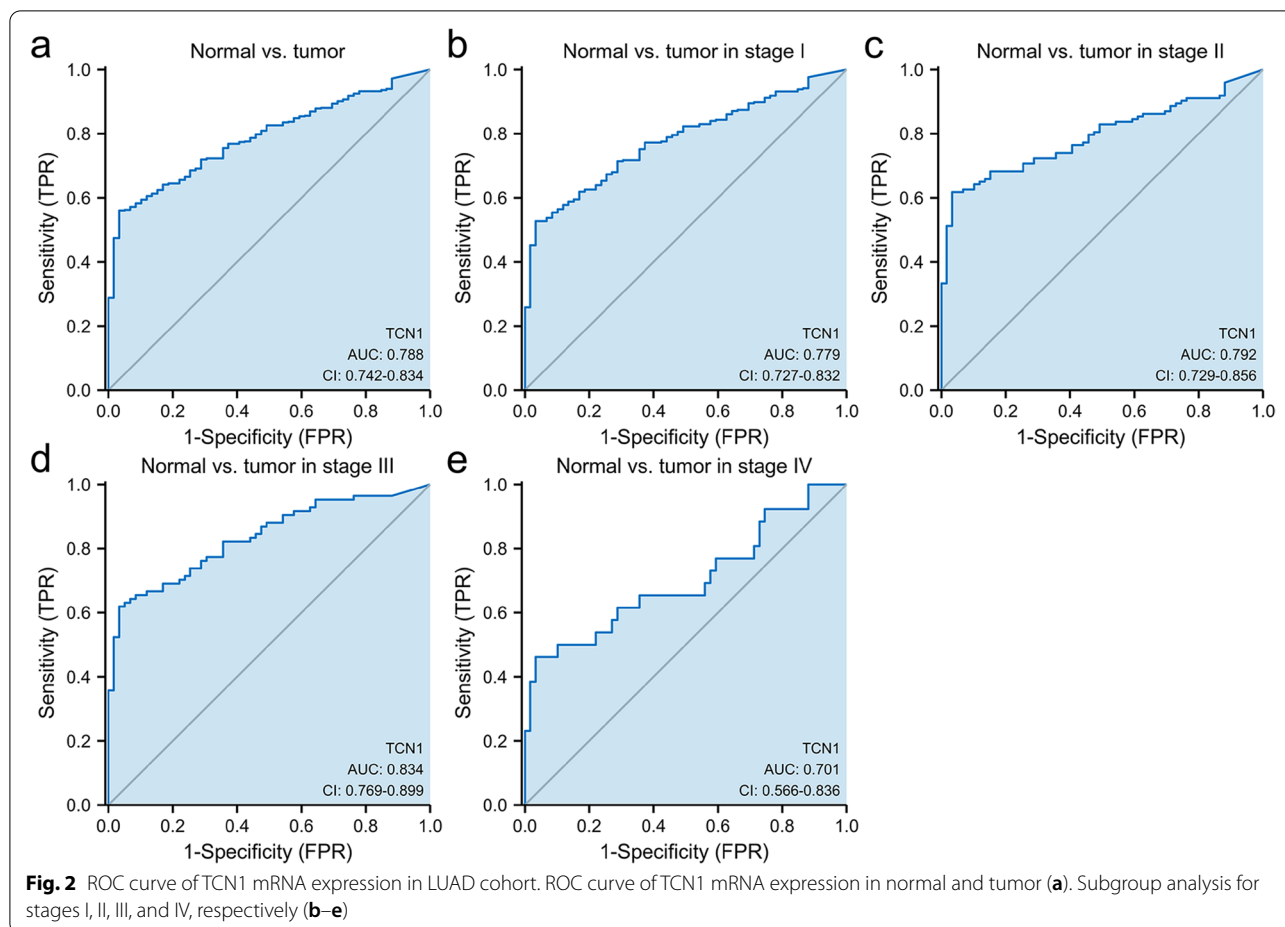 a
Normal vs. tumor
1.0
0.8
0.6
0.4
0.2
0.0
Sensitivity (TPR)
TCN1
AUC: 0.788
CI: 0.742-0.834
0.0 0.2 0.4 0.6 0.8 1.0
1-Specificity (FPR)
b
Normal vs. tumor in stage I
1.0
0.8
0.6
0.4
0.2
0.0
Sensitivity (TPR)
TCN1
AUC: 0.779
CI: 0.727-0.832
0.0 0.2 0.4 0.6 0.8 1.0
1-Specificity (FPR)
c
Normal vs. tumor in stage II
1.0
0.8
0.6
0.4
0.2
0.0
Sensitivity (TPR)
TCN1
AUC: 0.792
CI: 0.729-0.856
0.0 0.2 0.4 0.6 0.8 1.0
1-Specificity (FPR)
d
Normal vs. tumor in stage III
1.0
0.8
0.6
0.4
0.2
0.0
Sensitivity (TPR)
TCN1
AUC: 0.834
CI: 0.769-0.899
0.0 0.2 0.4 0.6 0.8 1.0
1-Specificity (FPR)
e
Normal vs. tumor in stage IV
1.0
0.8
0.6
0.4
0.2
0.0
Sensitivity (TPR)
TCN1
AUC: 0.701
CI: 0.566-0.836
0.0 0.2 0.4 0.6 0.8 1.0
1-Specificity (FPR)
Fig. 2 ROC curve of TCN1 mRNA expression in LUAD cohort. ROC curve of TCN1 mRNA expression in normal and tumor (a). Subgroup analysis for
stages I, II, III, and IV, respectively (b–e)